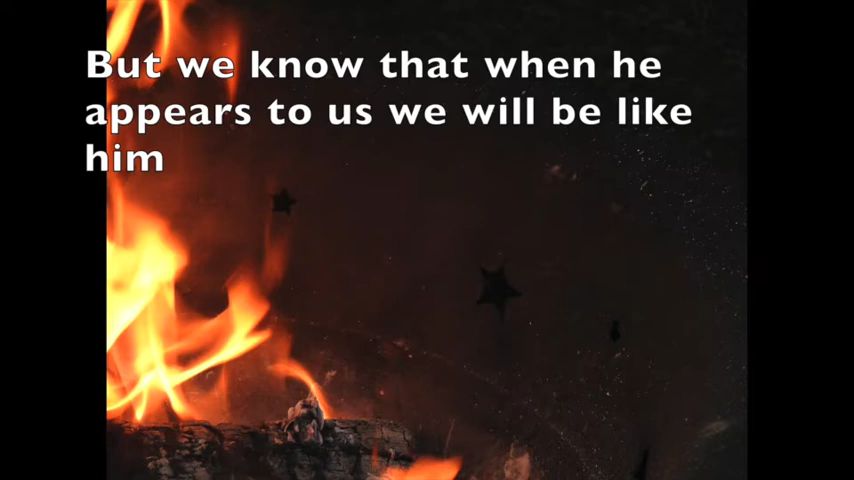 But we know that when he
appears to us we will be like
him